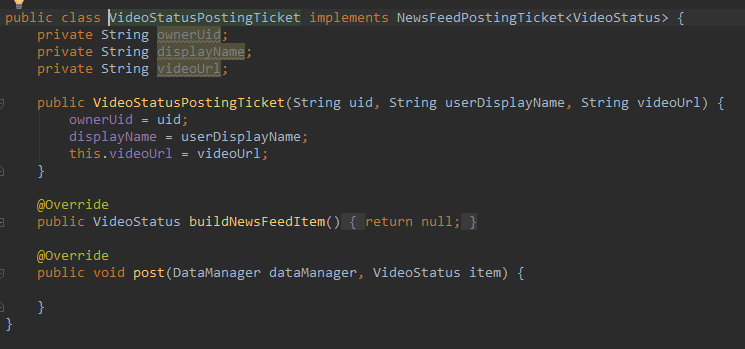 public class VideoStatusPostingTicket implements NewsFeedPostingTicket<VideoStatus> {
    private String ownerUid;
    private String displayName;
    private String videoUrl;

    public VideoStatusPostingTicket(String uid, String userDisplayName, String videoUrl) {
        ownerUid = uid;
        displayName = userDisplayName;
        this.videoUrl = videoUrl;
    }

    @Override
    public VideoStatus buildNewsFeedItem() { return null; }

    @Override
    public void post(DataManager dataManager, VideoStatus item) {

    }
}